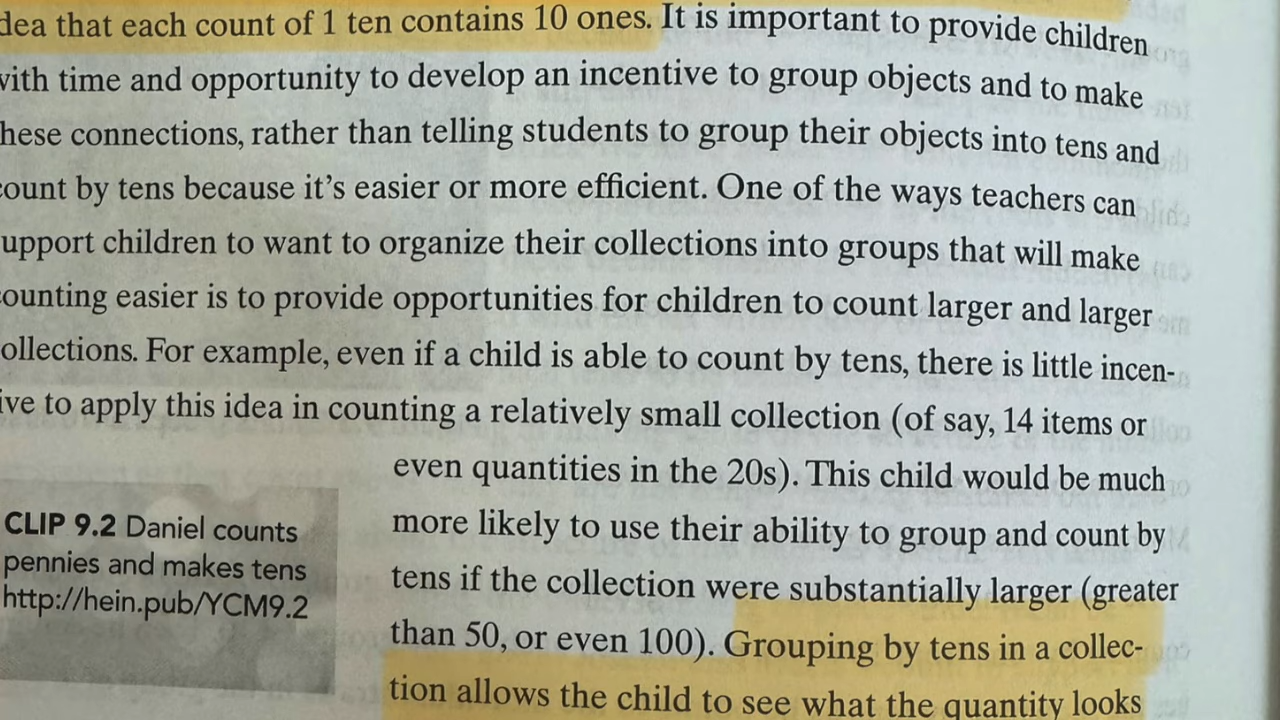 dea that each count of 1 ten contains 10 ones. It is important to provide children
vith time and opportunity to develop an incentive to group objects and to make
hese connections, rather than telling students to group their objects into tens and
count by tens because it's easier or more efficient. One of the ways teachers can
upport children to want to organize their collections into groups that will make
counting easier is to provide opportunities for children to count larger and larger
ollections. For example, even if a child is able to count by tens, there is little incen-
ive to apply this idea in counting a relatively small collection (of say, 14 items or
even quantities in the 20s). This child would be much
more likely to use their ability to group and count by
tens if the collection were substantially larger (greater
than 50, or even 100). Grouping by tens in a collec-
tion allows the child to see what the quantity looks
CLIP 9.2 Daniel counts
pennies and makes tens
http://hein.pub/YCM9.2